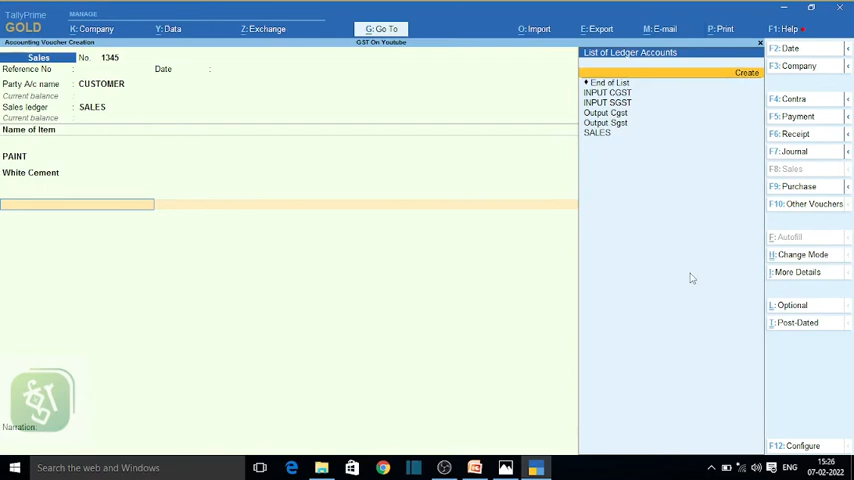 TallyPrime
GOLD
MANAGE
K: Company
Y: Data
Z: Exchange
G: Go To
O: Import
E: Export
M: E-mail
P: Print
F1: Help
Accounting Voucher Creation
GST On Youtube
Sales No. 1345
Reference No :
Date :
Party A/c name : CUSTOMER
Current balance :
Sales ledger : SALES
Current balance :
Name of Item
PAINT
White Cement
Narration:
List of Ledger Accounts
Create
♦ End of List
INPUT CGST
INPUT SGST
Output Cgst
Output Sgst
SALES
F2: Date
F3: Company
F4: Contra
F5: Payment
F6: Receipt
F7: Journal
F8: Sales
F9: Purchase
F10: Other Vouchers
F: Autofill
H: Change Mode
I: More Details
L: Optional
T: Post-Dated
F12: Configure
Search the web and Windows
ENG
15:26
07-02-2022